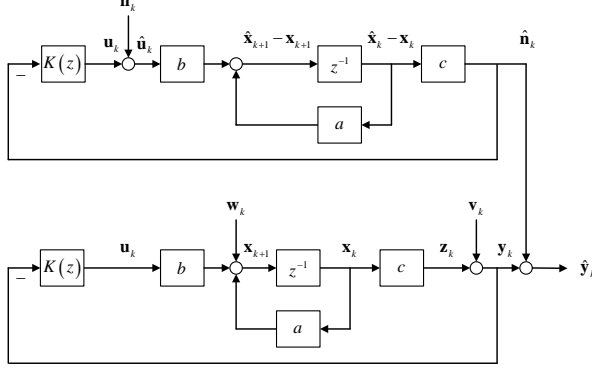 n_k
u_k û_k x̂_{k+1} − x_{k+1} x̂_k − x_k n̂_k
− K(z) b z⁻¹ c
a
w_k v_k
u_k x_{k+1} x_k z_k y_k
− K(z) b z⁻¹ c ŷ_k
a